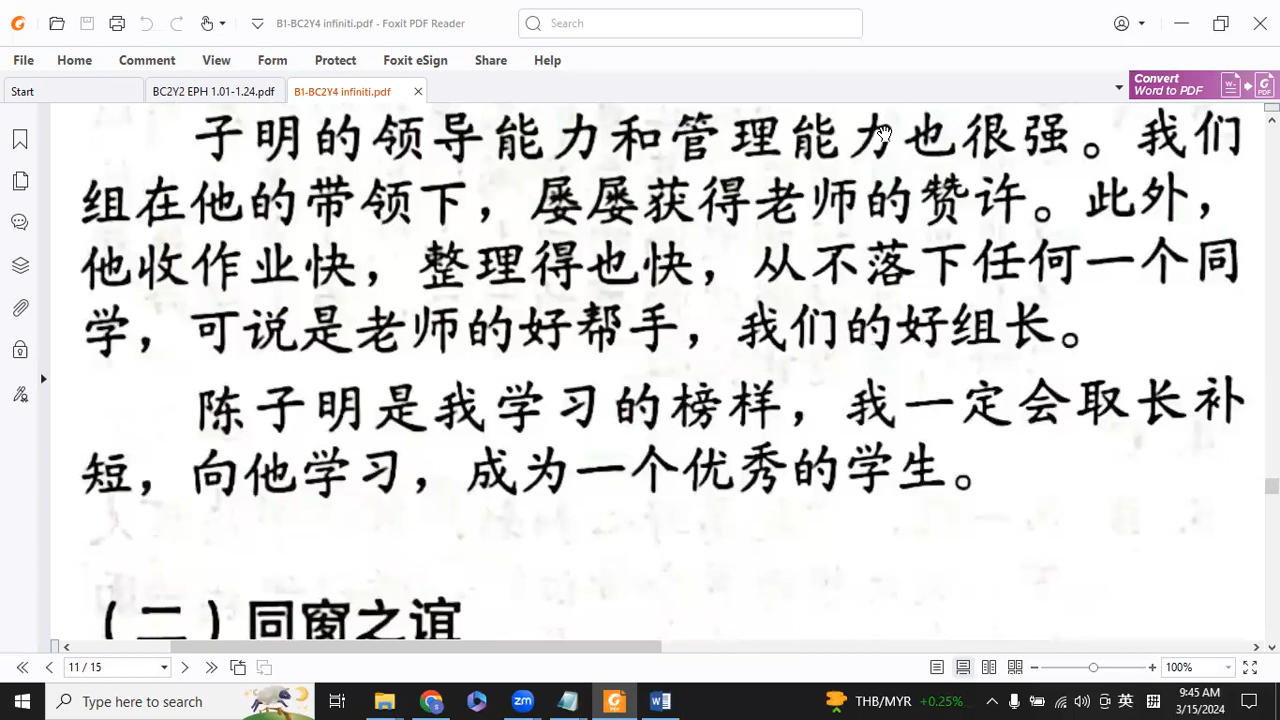 B1-BC2Y4 infiniti.pdf - Foxit PDF Reader
Search
File Home Comment View Form Protect Foxit eSign Share Help
Start
BC2Y2 EPH 1.01-1.24.pdf
B1-BC2Y4 infiniti.pdf
Convert
Word to PDF
子明的领导能力和管理能力也很强。我们
组在他的带领下，屡屡获得老师的赞许。此外，
他收作业快，整理得也快，从不落下任何一个同
学，可说是老师的好帮手，我们的好组长。
陈子明是我学习的榜样，我一定会取长补
短，向他学习，成为一个优秀的学生。
（二）同窗之谊
11 / 15
100%
Type here to search
THB/MYR +0.25%
英
拼
9:45 AM
3/15/2024